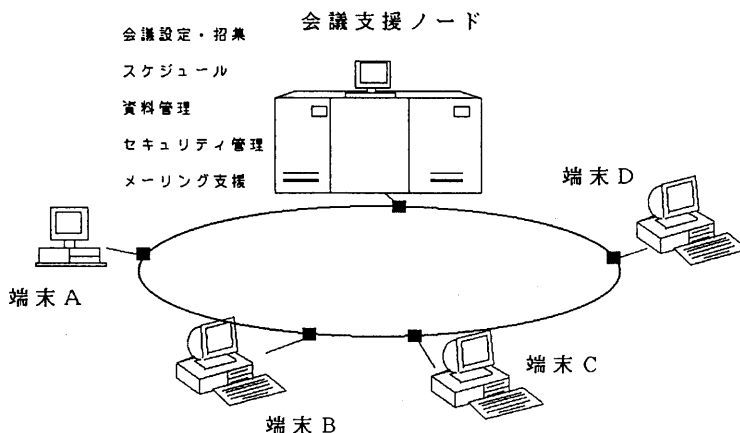 会議支援ノード
会議設定・招集
スケジュール
資料管理
セキュリティ管理
メーリング支援
端末D
端末A
端末C
端末B